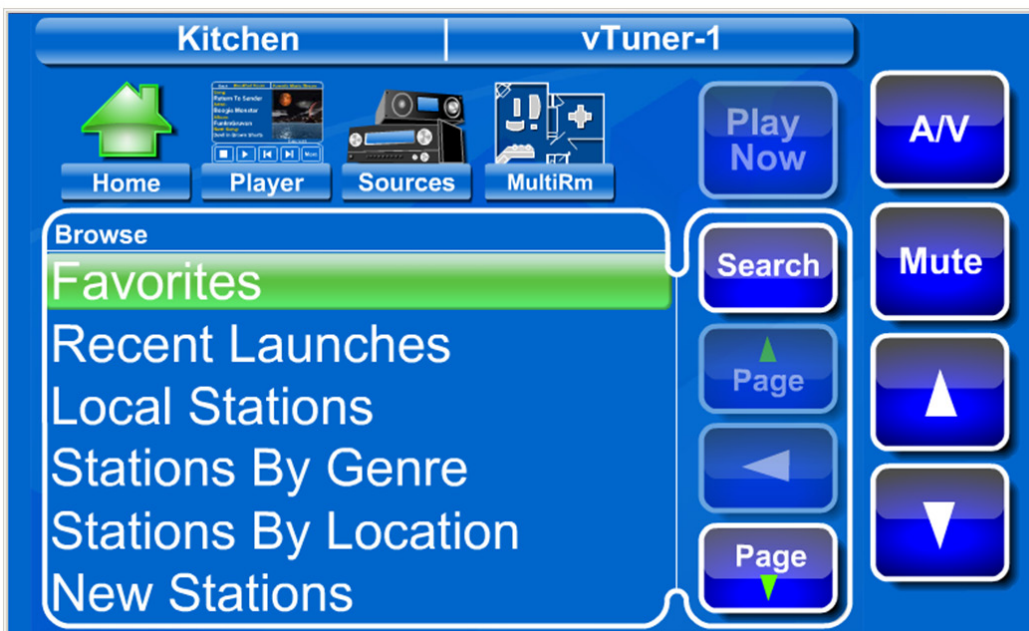 Kitchen vTuner-1
Play Now
A/V
Home Player Sources MultiRm
Browse
Favorites
Search
Mute
Recent Launches
Page
Local Stations
Stations By Genre
Stations By Location
Page
New Stations